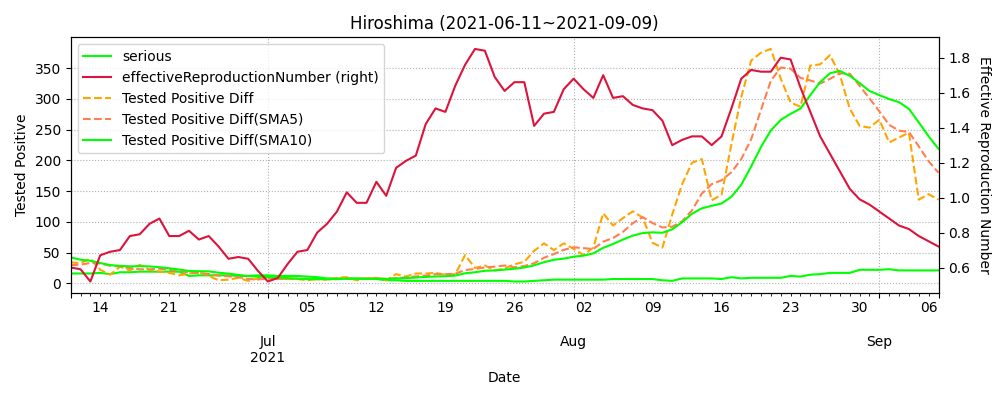 Hiroshima (2021-06-11~2021-09-09)
serious
effectiveReproductionNumber (right)
Tested Positive Diff
Tested Positive Diff(SMA5)
Tested Positive Diff(SMA10)
Tested Positive
350
300
250
200
150
100
50
0
Effective Reproduction Number
1.8
1.6
1.4
1.2
1.0
0.8
0.6
14 21 28 05 12 19 26 02 09 16 23 30 06
Jul Aug Sep
2021
Date